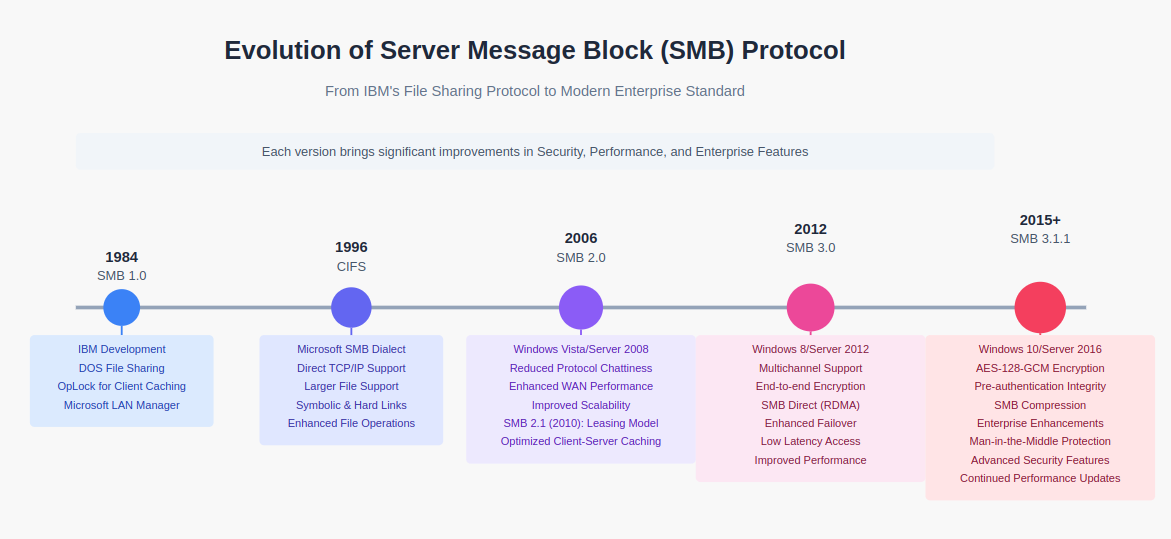 Evolution of Server Message Block (SMB) Protocol
From IBM's File Sharing Protocol to Modern Enterprise Standard
Each version brings significant improvements in Security, Performance, and Enterprise Features
1984
SMB 1.0
IBM Development
DOS File Sharing
OpLock for Client Caching
Microsoft LAN Manager
1996
CIFS
Microsoft SMB Dialect
Direct TCP/IP Support
Larger File Support
Symbolic & Hard Links
Enhanced File Operations
2006
SMB 2.0
Windows Vista/Server 2008
Reduced Protocol Chattiness
Enhanced WAN Performance
Improved Scalability
SMB 2.1 (2010): Leasing Model
Optimized Client-Server Caching
2012
SMB 3.0
Windows 8/Server 2012
Multichannel Support
End-to-end Encryption
SMB Direct (RDMA)
Enhanced Failover
Low Latency Access
Improved Performance
2015+
SMB 3.1.1
Windows 10/Server 2016
AES-128-GCM Encryption
Pre-authentication Integrity
SMB Compression
Enterprise Enhancements
Man-in-the-Middle Protection
Advanced Security Features
Continued Performance Updates